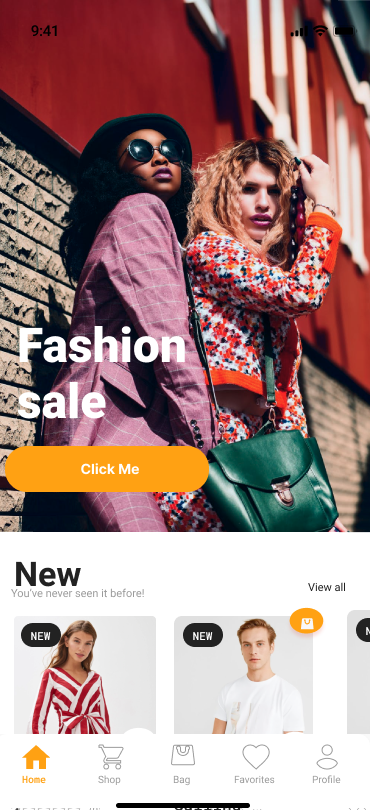 9:41
Fashion
sale
Click Me
New
You've never seen it before!
View all
NEW
NEW
Home
Shop
Bag
Favorites
Profile